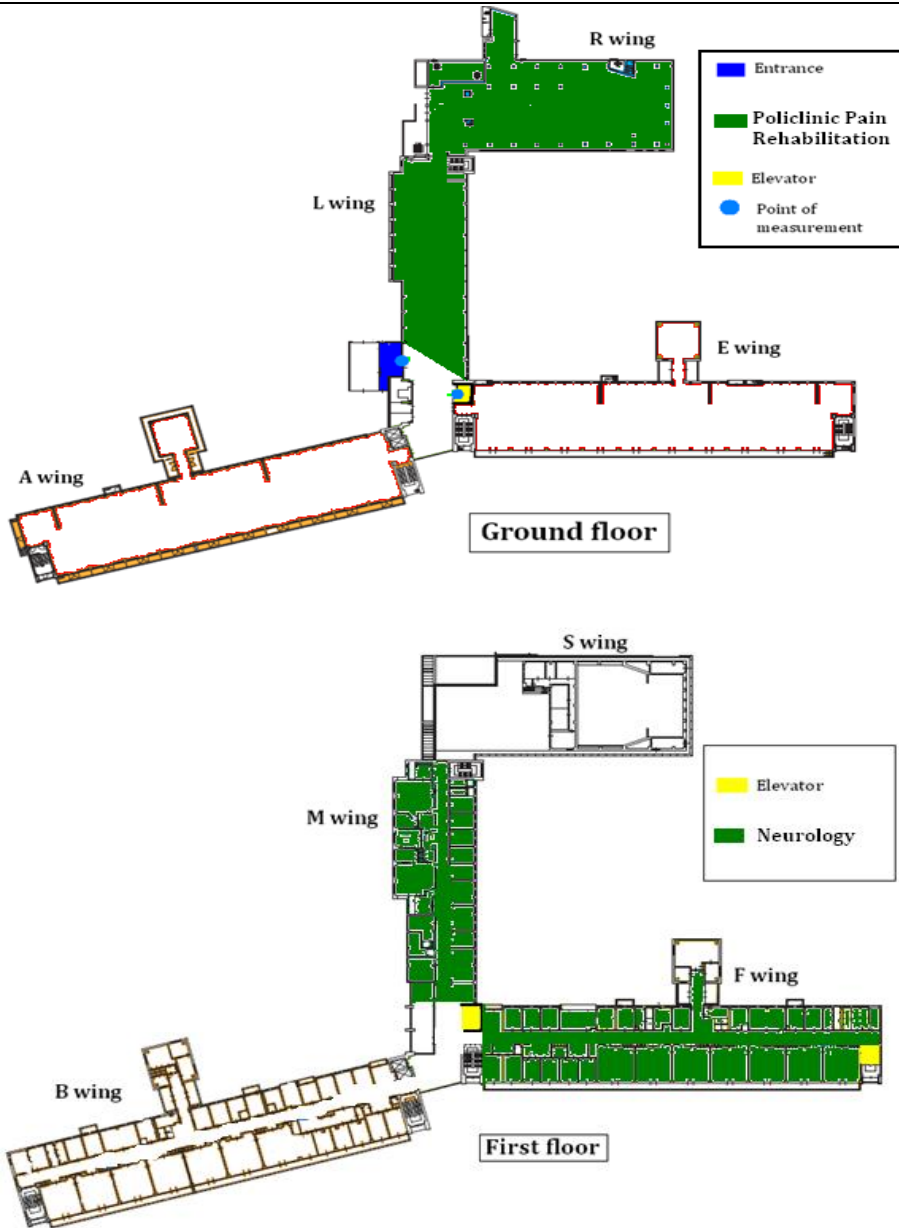 R wing
Entrance
Policlinic Pain
Rehabilitation
Elevator
Point of
measurement
L wing
E wing
A wing
Ground floor
S wing
Elevator
Neurology
M wing
F wing
B wing
First floor